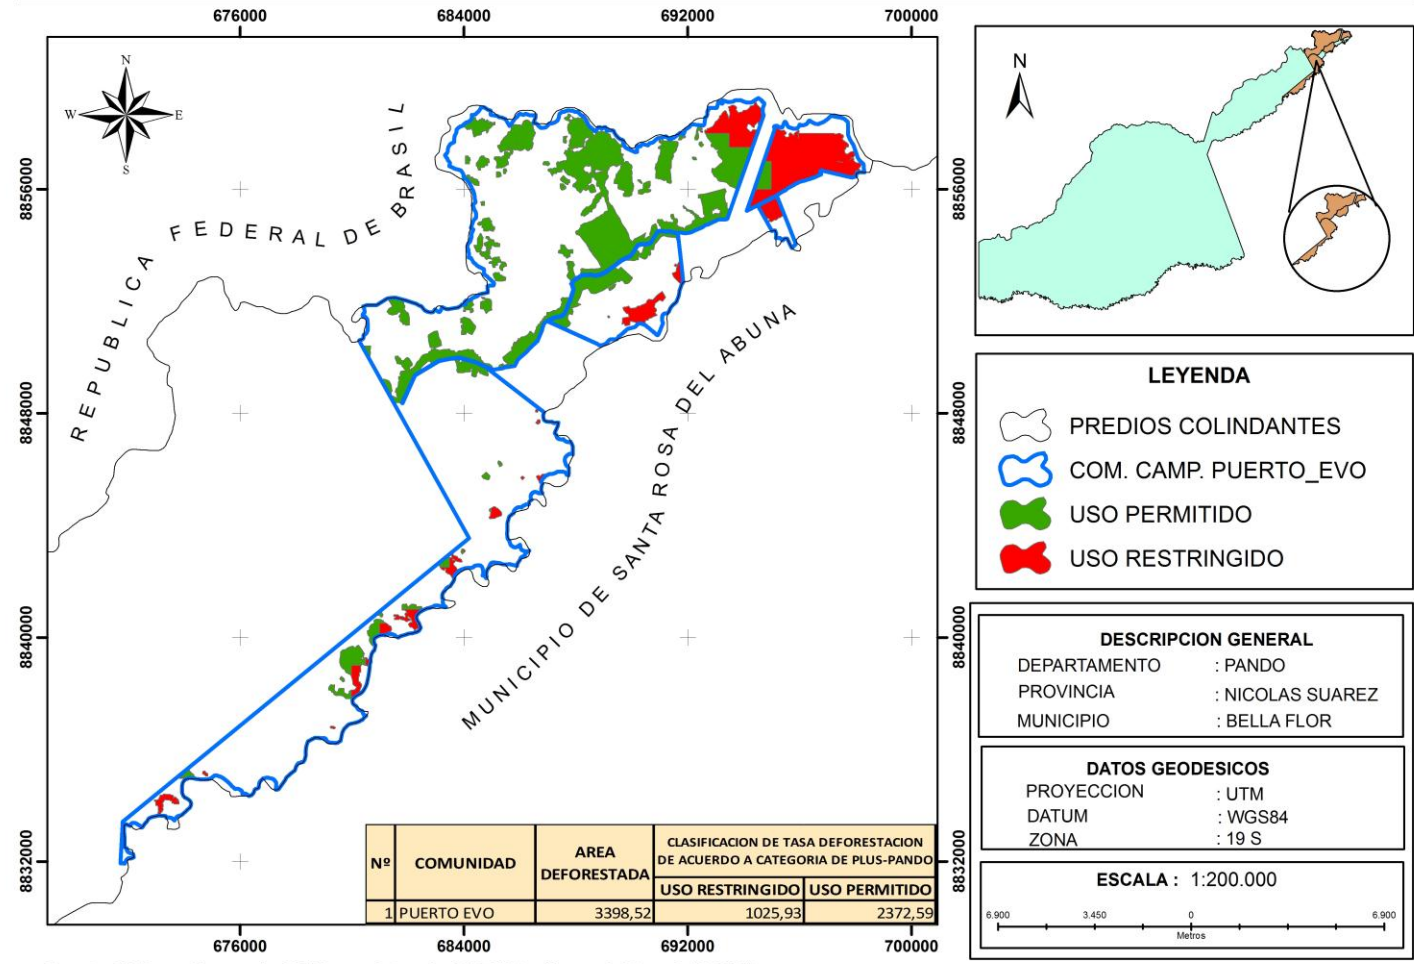 676000 684000 692000 700000
8856000
8848000
8840000
8832000
N
W E
S
REPUBLICA FEDERAL DE BRASIL
MUNICIPIO DE SANTA ROSA DEL ABUNA
Nº COMUNIDAD AREA DEFORESTADA CLASIFICACION DE TASA DEFORESTACION DE ACUERDO A CATEGORIA DE PLUS-PANDO
USO RESTRINGIDO USO PERMITIDO
1 PUERTO EVO 3398,52 1025,93 2372,59
8856000
8848000
8840000
8832000
676000 684000 692000 700000
N
LEYENDA
PREDIOS COLINDANTES
COM. CAMP. PUERTO_EVO
USO PERMITIDO
USO RESTRINGIDO
DESCRIPCION GENERAL
DEPARTAMENTO : PANDO
PROVINCIA : NICOLAS SUAREZ
MUNICIPIO : BELLA FLOR
DATOS GEODESICOS
PROYECCION : UTM
DATUM : WGS84
ZONA : 19 S
ESCALA : 1:200.000
6.900 3.450 0 6.900
Metros